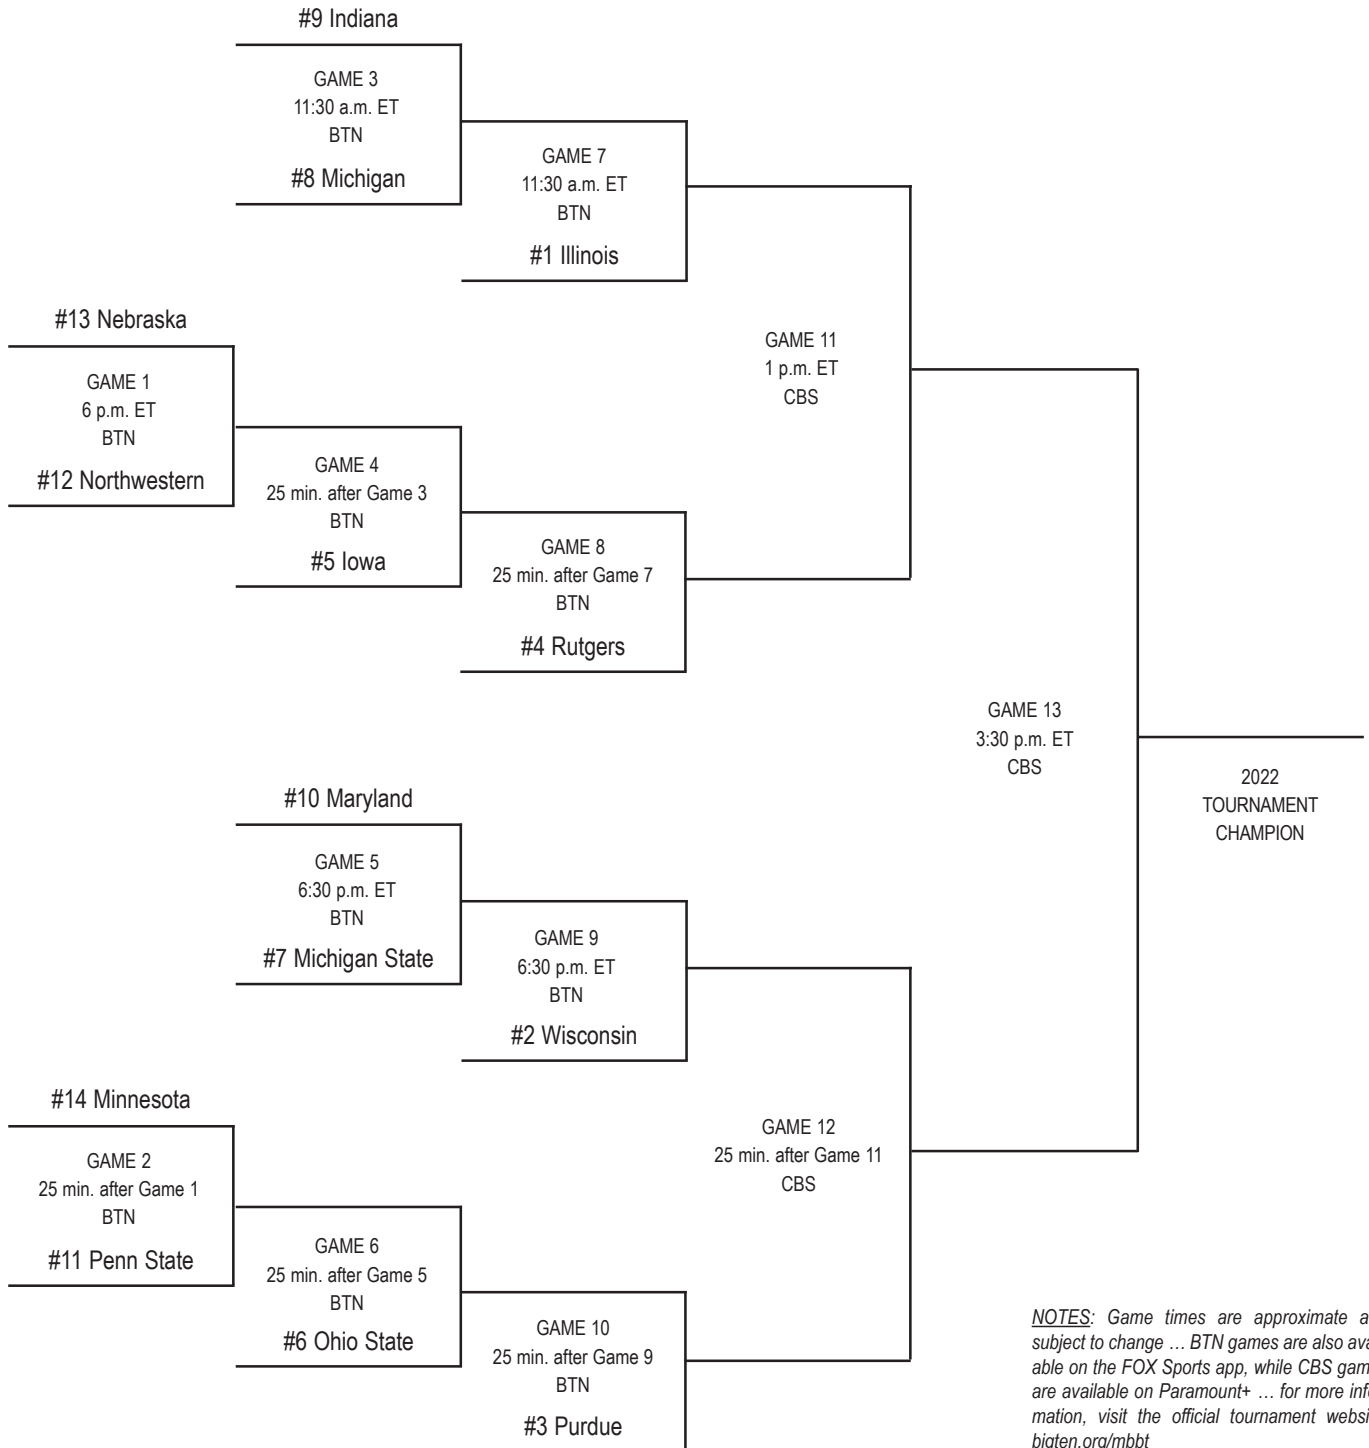 #9 Indiana
GAME 3
11:30 a.m. ET
BTN
#8 Michigan
GAME 7
11:30 a.m. ET
BTN
#1 Illinois
#13 Nebraska
GAME 1
6 p.m. ET
BTN
#12 Northwestern
GAME 4
25 min. after Game 3
BTN
#5 Iowa
GAME 8
25 min. after Game 7
BTN
#4 Rutgers
GAME 11
1 p.m. ET
CBS
#10 Maryland
GAME 5
6:30 p.m. ET
BTN
#7 Michigan State
GAME 9
6:30 p.m. ET
BTN
#2 Wisconsin
#14 Minnesota
GAME 2
25 min. after Game 1
BTN
#11 Penn State
GAME 6
25 min. after Game 5
BTN
#6 Ohio State
GAME 10
25 min. after Game 9
BTN
#3 Purdue
GAME 12
25 min. after Game 11
CBS
GAME 13
3:30 p.m. ET
CBS
2022
TOURNAMENT
CHAMPION
NOTES: Game times are approximate a
subject to change … BTN games are also ava
able on the FOX Sports app, while CBS gam
are available on Paramount+ … for more info
mation, visit the official tournament websi
bigten.org/mbbt